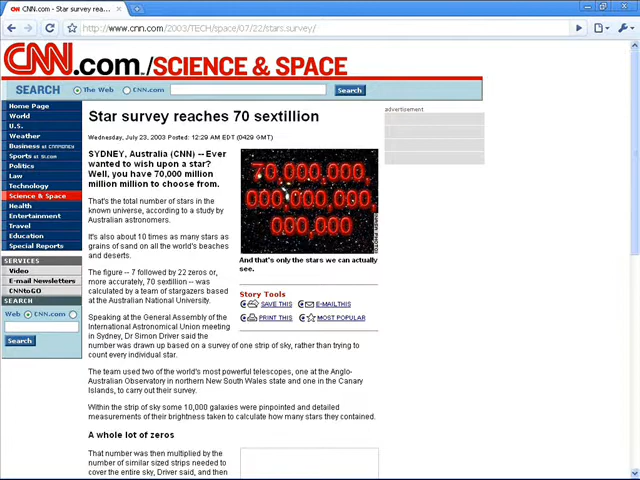 CNN.com - Star survey rea...
http://www.cnn.com/2003/TECH/space/07/22/stars.survey/
CNN.com./SCIENCE & SPACE
SEARCH
The Web
CNN.com
Search
Home Page
World
U.S.
Weather
Business at CNNMONEY
Sports at SI.com
Politics
Law
Technology
Science & Space
Health
Entertainment
Travel
Education
Special Reports
SERVICES
Video
E-mail Newsletters
CNNtoGO
SEARCH
Web
CNN.com
Search
Star survey reaches 70 sextillion
Wednesday, July 23, 2003 Posted: 12:29 AM EDT (0429 GMT)
SYDNEY, Australia (CNN) -- Ever
wanted to wish upon a star?
Well, you have 70,000 million
million million to choose from.
That's the total number of stars in the
known universe, according to a study by
Australian astronomers.
It's also about 10 times as many stars as
grains of sand on all the world's beaches
and deserts.
The figure -- 7 followed by 22 zeros or,
more accurately, 70 sextillion -- was
calculated by a team of stargazers based
at the Australian National University.
Speaking at the General Assembly of the
International Astronomical Union meeting
in Sydney, Dr Simon Driver said the
number was drawn up based on a survey of one strip of sky, rather than trying to
count every individual star.
The team used two of the world's most powerful telescopes, one at the Anglo-
Australian Observatory in northern New South Wales state and one in the Canary
Islands, to carry out their survey.
Within the strip of sky some 10,000 galaxies were pinpointed and detailed
measurements of their brightness taken to calculate how many stars they contained.
A whole lot of zeros
That number was then multiplied by the
number of similar sized strips needed to
cover the entire sky, Driver said, and then
70,000,000,
000,000,000,
000,000
And that's only the stars we can actually
see.
Story Tools
SAVE THIS
E-MAIL THIS
PRINT THIS
MOST POPULAR
advertisement